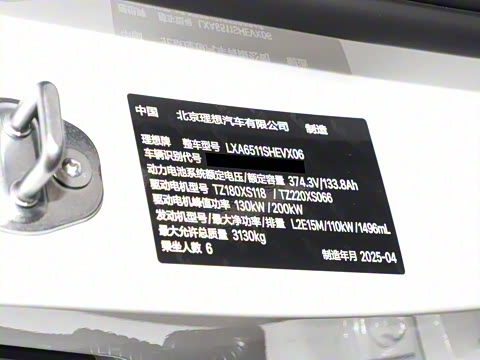 中国 北京理想汽车有限公司 制造
理想牌 整车型号 LXA6511SHEVX06
车辆识别代号
动力电池系统额定电压/额定容量 374.3V/133.8Ah
驱动电机型号 TZ180XS118 / TZ220XS066
驱动电机峰值功率 130kW / 200kW
发动机型号/最大净功率/排量 L2E15M/110kW/1496mL
最大允许总质量 3130kg
乘坐人数 6 制造年月 2025-04